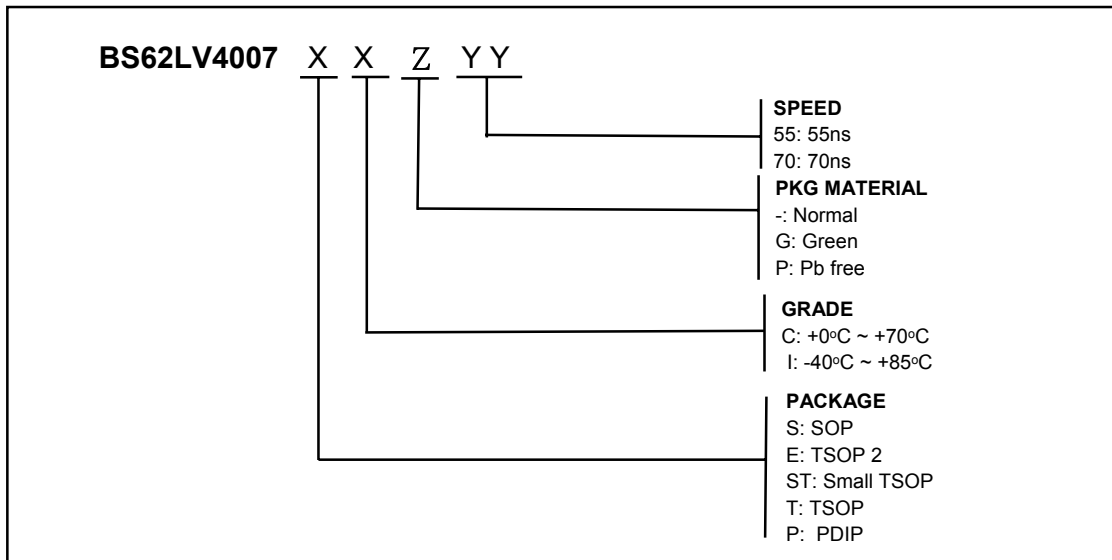 BS62LV4007 X X Z Y Y
SPEED
55: 55ns
70: 70ns
PKG MATERIAL
-: Normal
G: Green
P: Pb free
GRADE
C: +0oC ~ +70oC
I: -40oC ~ +85oC
PACKAGE
S: SOP
E: TSOP 2
ST: Small TSOP
T: TSOP
P: PDIP